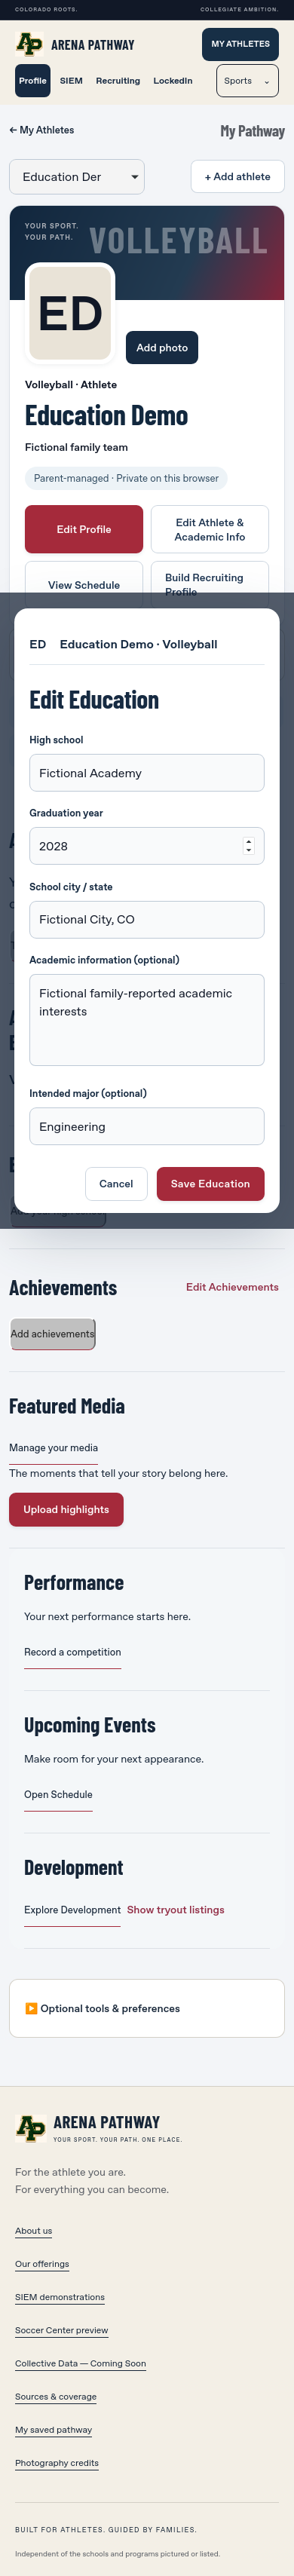 COLORADO ROOTS.
COLLEGIATE AMBITION.
AP
ARENA PATHWAY
MY ATHLETES
Profile
SIEM
Recruiting
LockedIn
Sports
← My Athletes
My Pathway
Education Der
+ Add athlete
YOUR SPORT.
YOUR PATH.
VOLLEYBALL
ED
Add photo
Volleyball · Athlete
Education Demo
Fictional family team
Parent-managed · Private on this browser
Edit Profile
Edit Athlete &
Academic Info
View Schedule
Build Recruiting
Profile
ED
Education Demo · Volleyball
Edit Education
High school
Fictional Academy
Graduation year
2028
School city / state
Fictional City, CO
Academic information (optional)
Fictional family-reported academic
interests
Intended major (optional)
Engineering
Cancel
Save Education
Achievements
Edit Achievements
Add achievements
Featured Media
Manage your media
The moments that tell your story belong here.
Upload highlights
Performance
Your next performance starts here.
Record a competition
Upcoming Events
Make room for your next appearance.
Open Schedule
Development
Explore Development
Show tryout listings
Optional tools & preferences
AP
ARENA PATHWAY
YOUR SPORT. YOUR PATH. ONE PLACE.
For the athlete you are.
For everything you can become.
About us
Our offerings
SIEM demonstrations
Soccer Center preview
Collective Data — Coming Soon
Sources & coverage
My saved pathway
Photography credits
BUILT FOR ATHLETES. GUIDED BY FAMILIES.
Independent of the schools and programs pictured or listed.